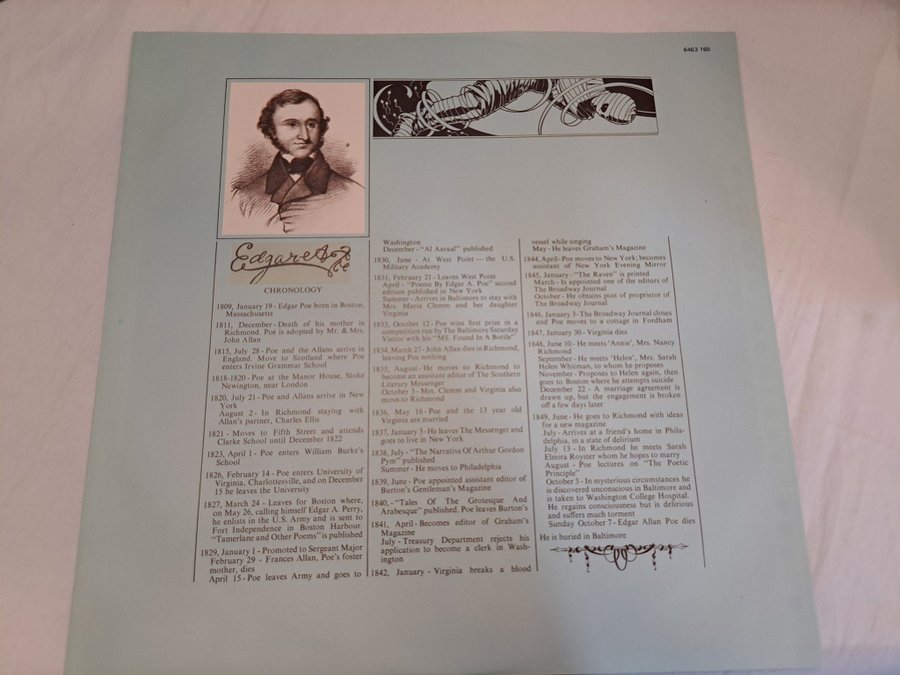 6463 160
Edgar A Poe
CHRONOLOGY
1809, January 19 - Edgar Poe born in Boston,
Massachusetts
1811, December - Death of his mother in
Richmond. Poe is adopted by Mr. & Mrs.
John Allan
1815, July 28 - Poe and the Allans arrive in
England. Move to Scotland where Poe
enters Irvine Grammar School
1818-1820 - Poe at the Manor House, Stoke
Newington, near London
1820, July 21 - Poe and Allans arrive in New
York
August 2 - In Richmond staying with
Allan's partner, Charles Ellis
1821 - Moves to Fifth Street and attends
Clarke School until December 1822
1823, April 1 - Poe enters William Burke's
School
1826, February 14 - Poe enters University of
Virginia, Charlottesville, and on December
15 he leaves the University
1827, March 24 - Leaves for Boston where,
on May 26, calling himself Edgar A. Perry,
he enlists in the U.S. Army and is sent to
Fort Independence in Boston Harbour.
"Tamerlane and Other Poems" is published
1829, January 1 - Promoted to Sergeant Major
February 29 - Frances Allan, Poe's foster
mother, dies
April 15 - Poe leaves Army and goes to
Washington
December - "Al Aaraaf" published
1830, June - At West Point — the U.S.
Military Academy
1831, February 21 - Leaves West Point
April - "Poems By Edgar A. Poe" second
edition published in New York
Summer - Arrives in Baltimore to stay with
Mrs. Maria Clemm and her daughter
Virginia
1833, October 12 - Poe wins first prize in a
competition run by The Baltimore Saturday
Visitor with his "MS. Found In A Bottle"
1834, March 27 - John Allan dies in Richmond,
leaving Poe nothing
1835, August - He moves to Richmond to
become an assistant editor of The Southern
Literary Messenger
October 3 - Mrs. Clemm and Virginia also
move to Richmond
1836, May 16 - Poe and the 13 year old
Virginia are married
1837, January 3 - He leaves The Messenger and
goes to live in New York
1838, July - "The Narrative Of Arthur Gordon
Pym" published
Summer - He moves to Philadelphia
1839, June - Poe appointed assistant editor of
Burton's Gentleman's Magazine
1840, - "Tales Of The Grotesque And
Arabesque" published. Poe leaves Burton's
1841, April - Becomes editor of Graham's
Magazine
July - Treasury Department rejects his
application to become a clerk in Wash-
ington
1842, January - Virginia breaks a blood
vessel while singing
May - He leaves Graham's Magazine
1844, April - Poe moves to New York; becomes
assistant of New York Evening Mirror
1845, January - "The Raven" is printed
March - Is appointed one of the editors of
The Broadway Journal
October - He obtains post of proprietor of
The Broadway Journal
1846, January 3 - The Broadway Journal closes
and Poe moves to a cottage in Fordham
1847, January 30 - Virginia dies
1848, June 10 - He meets 'Annie', Mrs. Nancy
Richmond
September - He meets 'Helen', Mrs. Sarah
Helen Whitman, to whom he proposes
November - Proposes to Helen again, then
goes to Boston where he attempts suicide
December 22 - A marriage agreement is
drawn up, but the engagement is broken
off a few days later
1849, June - He goes to Richmond with ideas
for a new magazine
July - Arrives at a friend's home in Phila-
delphia, in a state of delirium
July 13 - In Richmond he meets Sarah
Elmira Royster whom he hopes to marry
August - Poe lectures on "The Poetic
Principle"
October 3 - In mysterious circumstances he
is discovered unconscious in Baltimore and
is taken to Washington College Hospital.
He regains consciousness but is delirious
and suffers much torment
Sunday October 7 - Edgar Allan Poe dies
He is buried in Baltimore